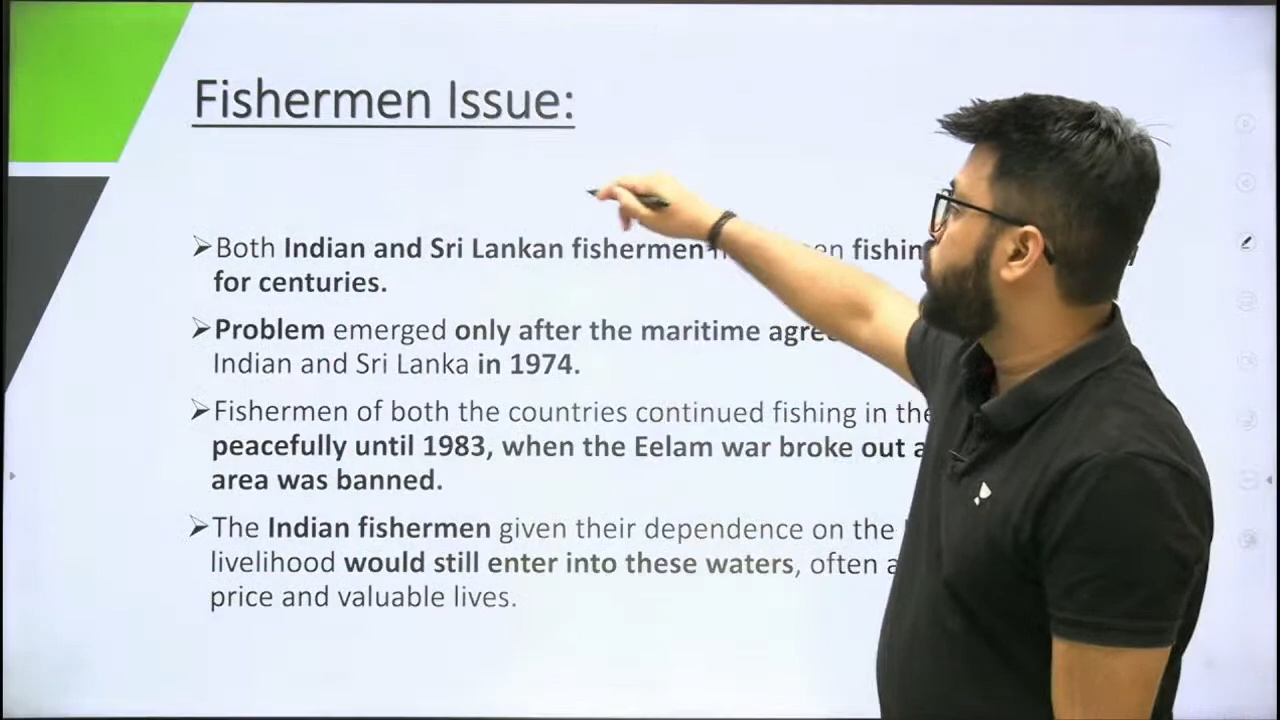 Fishermen Issue:
➢Both Indian and Sri Lankan fishermen fishin
for centuries.
➢Problem emerged only after the maritime agre
Indian and Sri Lanka in 1974.
➢Fishermen of both the countries continued fishing in the
peacefully until 1983, when the Eelam war broke out a
area was banned.
➢The Indian fishermen given their dependence on the
livelihood would still enter into these waters, often a
price and valuable lives.